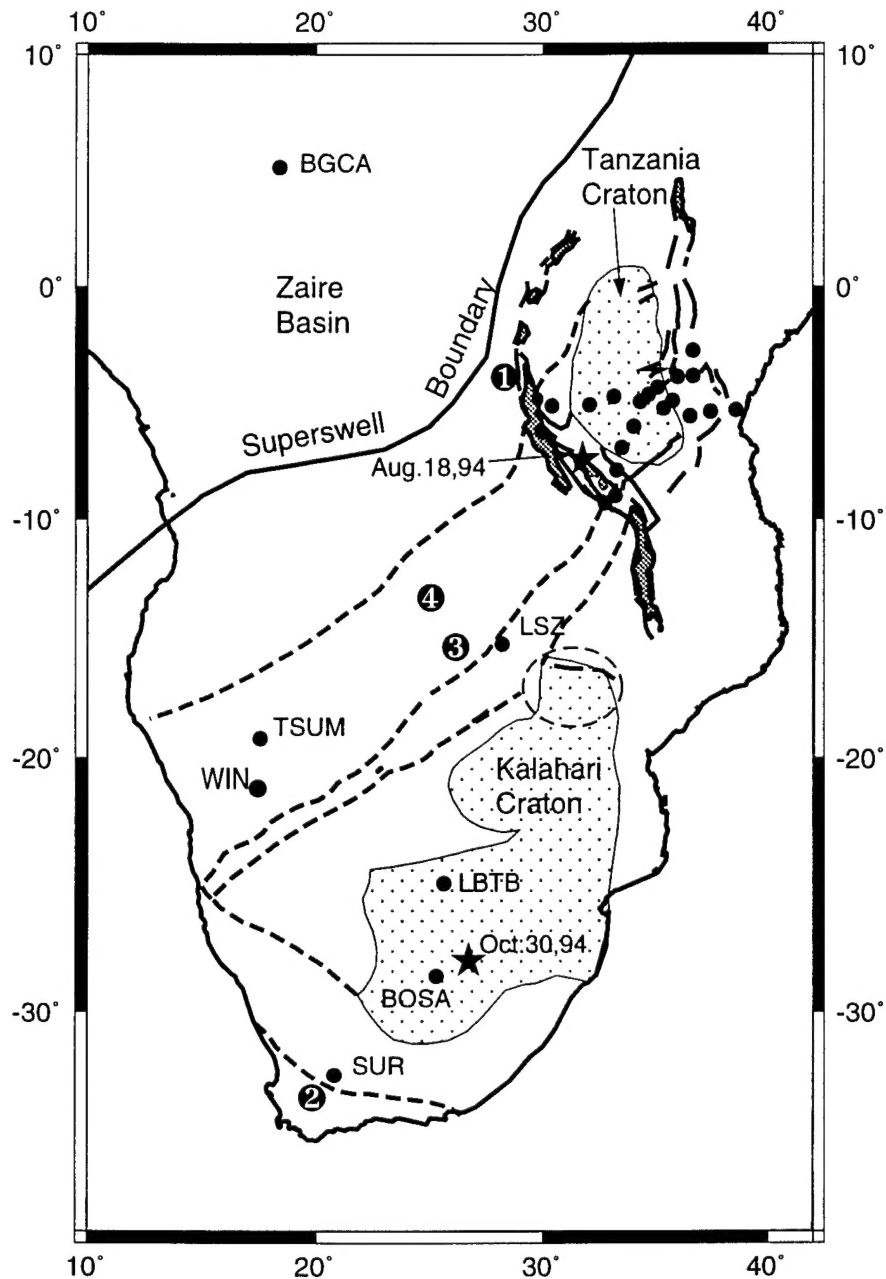 10° 20° 30° 40°
10° 10°
BGCA
Tanzania
Craton
0° 0°
Zaire
Basin
Boundary
1
Superswell
Aug.18,94
-10° -10°
4
3
LSZ
TSUM
WIN
-20° -20°
Kalahari
Craton
LBTB
Oct.30,94
BOSA
-30° -30°
SUR
2
10° 20° 30° 40°